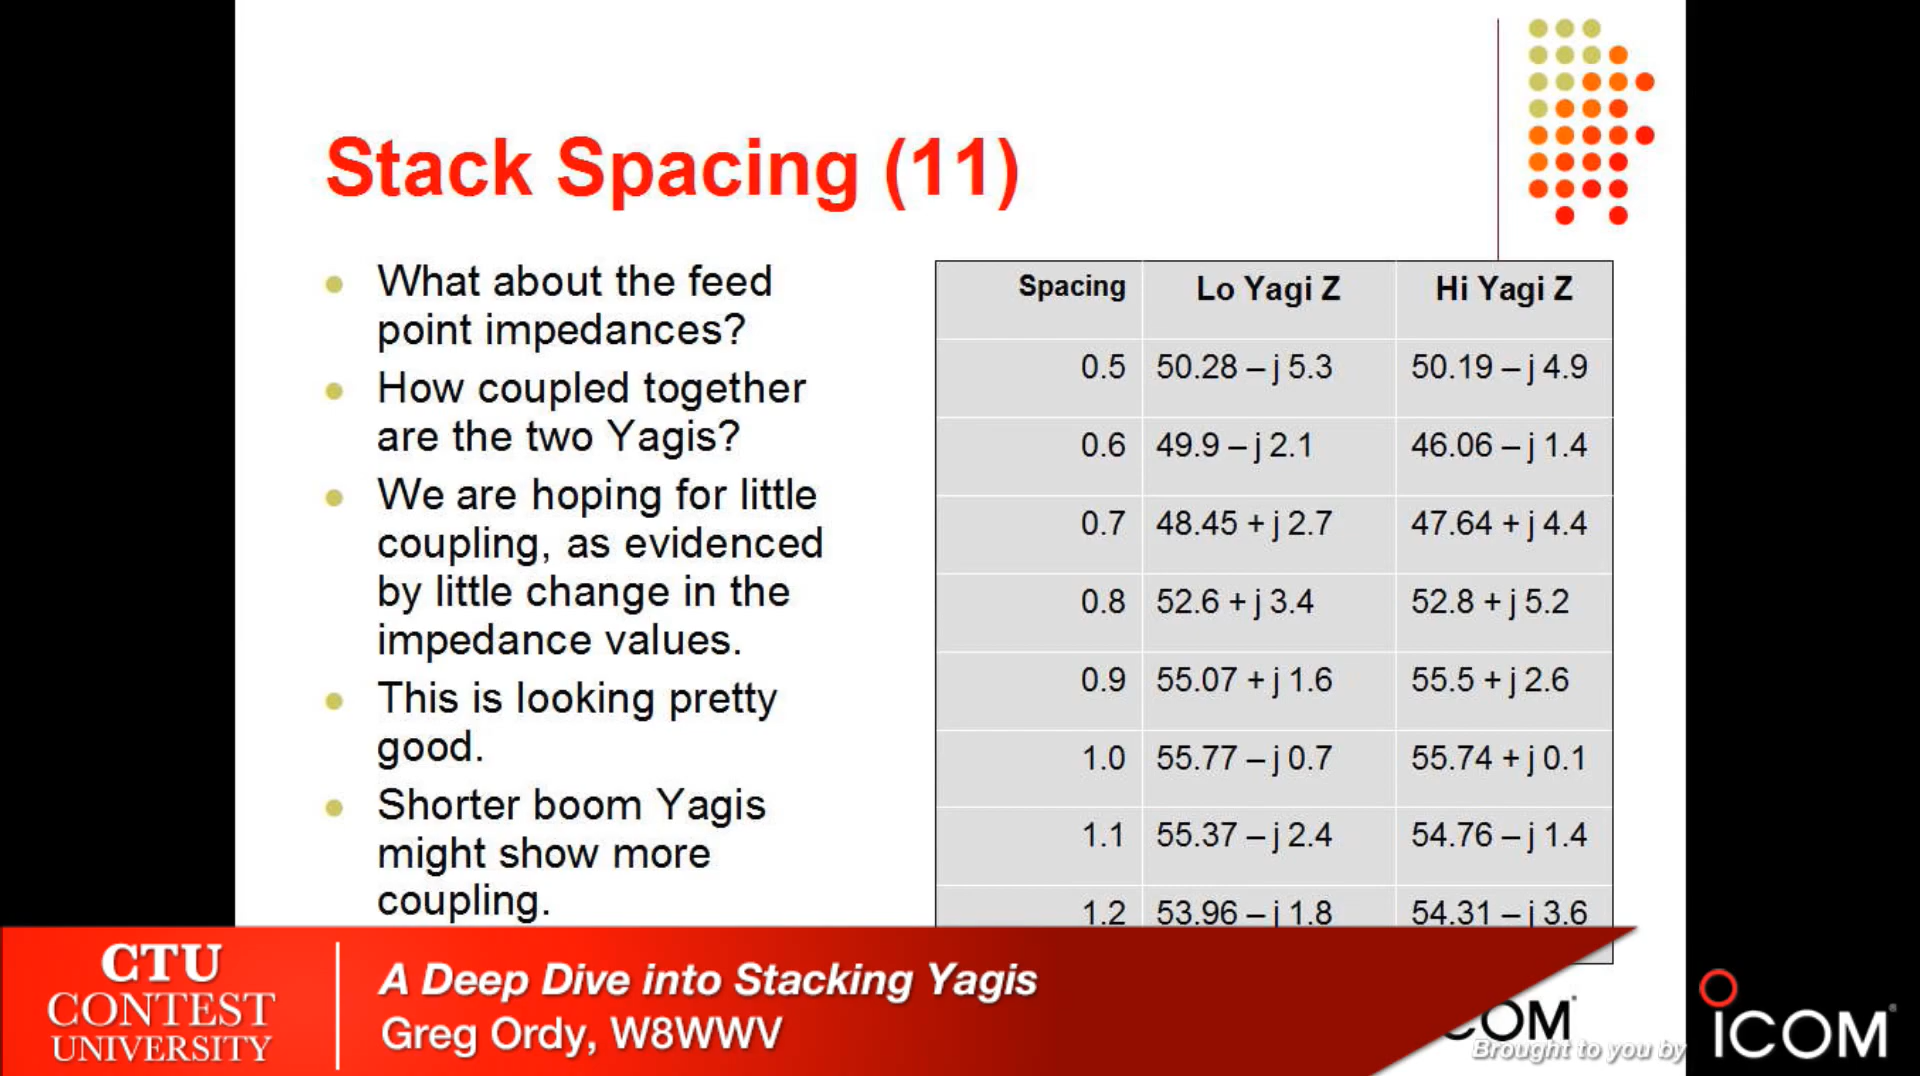 Stack Spacing (11)
What about the feed
point impedances?
How coupled together
are the two Yagis?
We are hoping for little
coupling, as evidenced
by little change in the
impedance values.
This is looking pretty
good.
Shorter boom Yagis
might show more
coupling.
Spacing Lo Yagi Z Hi Yagi Z
0.5 50.28 – j 5.3 50.19 – j 4.9
0.6 49.9 – j 2.1 46.06 – j 1.4
0.7 48.45 + j 2.7 47.64 + j 4.4
0.8 52.6 + j 3.4 52.8 + j 5.2
0.9 55.07 + j 1.6 55.5 + j 2.6
1.0 55.77 – j 0.7 55.74 + j 0.1
1.1 55.37 – j 2.4 54.76 – j 1.4
1.2 53.96 – j 1.8 54.31 – j 3.6
CTU
CONTEST
UNIVERSITY
A Deep Dive into Stacking Yagis
Greg Ordy, W8WWV
Brought to you by
ICOM